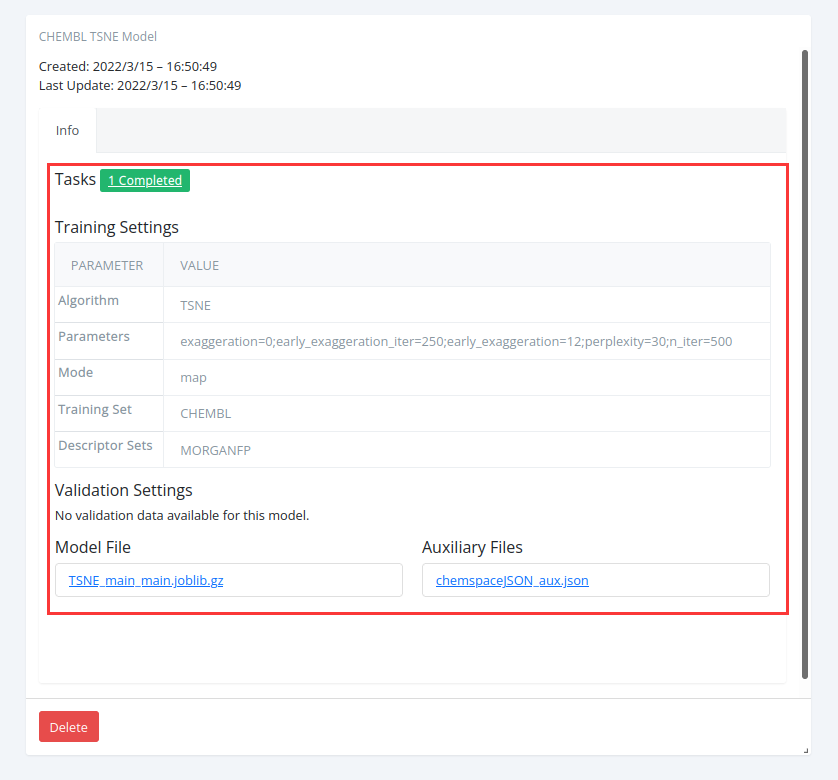 CHEMBL TSNE Model
Created: 2022/3/15 – 16:50:49
Last Update: 2022/3/15 – 16:50:49
Info
Tasks 1 Completed
Training Settings
PARAMETER VALUE
Algorithm TSNE
Parameters exaggeration=0;early_exaggeration_iter=250;early_exaggeration=12;perplexity=30;n_iter=500
Mode map
Training Set CHEMBL
Descriptor Sets MORGANFP
Validation Settings
No validation data available for this model.
Model File Auxiliary Files
TSNE_main_main.joblib.gz chemspaceJSON_aux.json
Delete